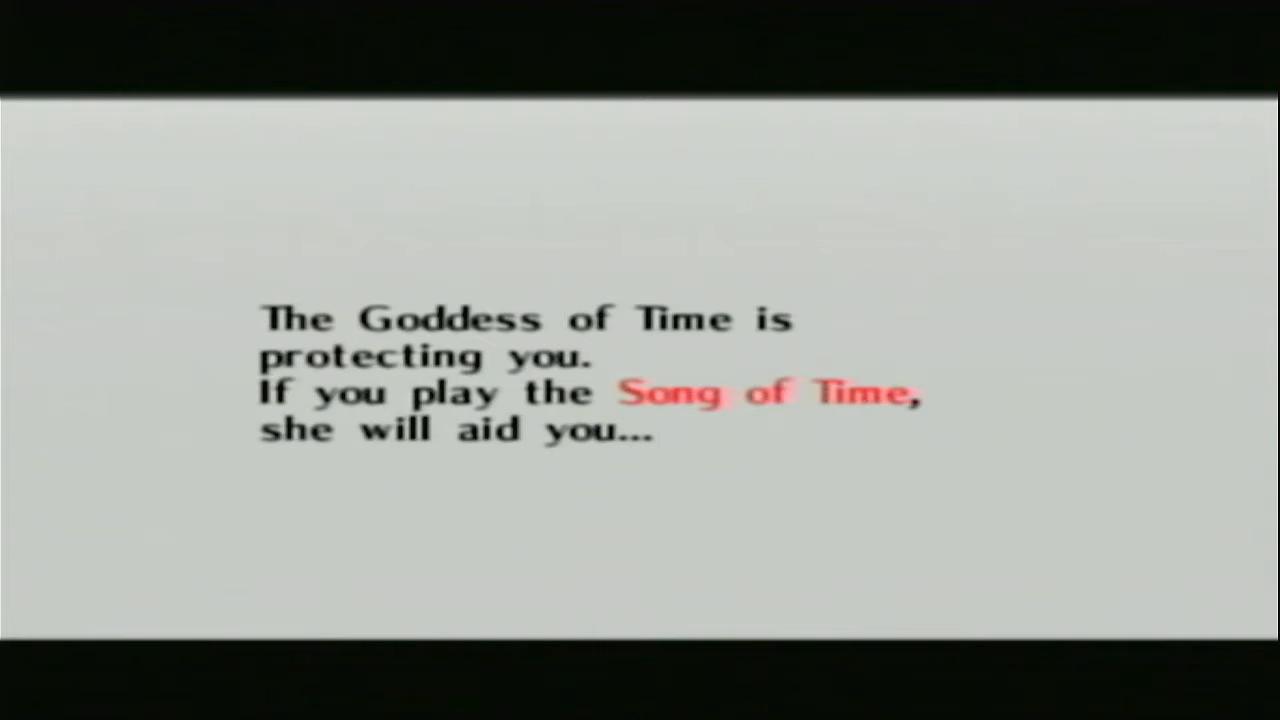 The Goddess of Time is
protecting you.
If you play the Song of Time,
she will aid you...